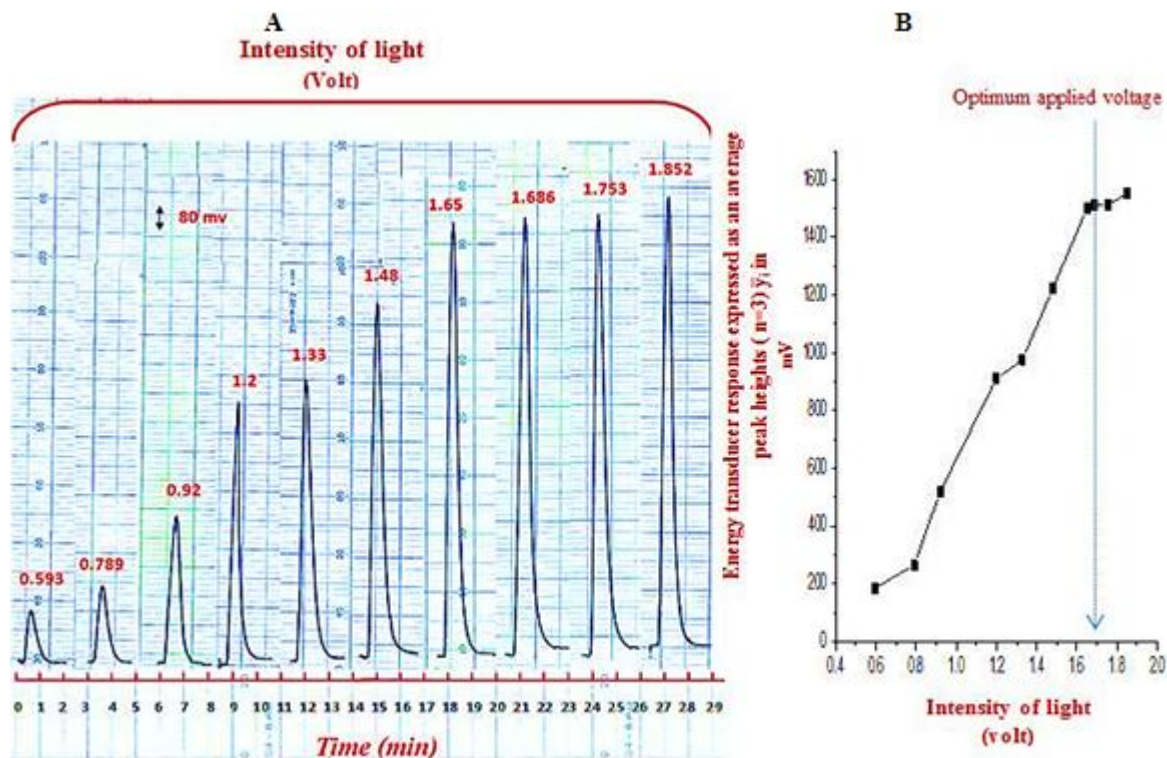 A
Intensity of light
(Volt)
80 mv
0.593
0.789
0.92
1.2
1.33
1.48
1.65
1.686
1.753
1.852
0 1 2 3 4 5 6 7 8 9 10 11 12 13 14 15 16 17 18 19 20 21 22 23 24 25 26 27 28 29
Time (min)
B
Optimum applied voltage
Energy transducer response expressed as an average
peak heights ( n=3) ȳi in
mV
1600
1400
1200
1000
800
600
400
200
0
0.4 0.6 0.8 1.0 1.2 1.4 1.6 1.8 2.0
Intensity of light
(volt)